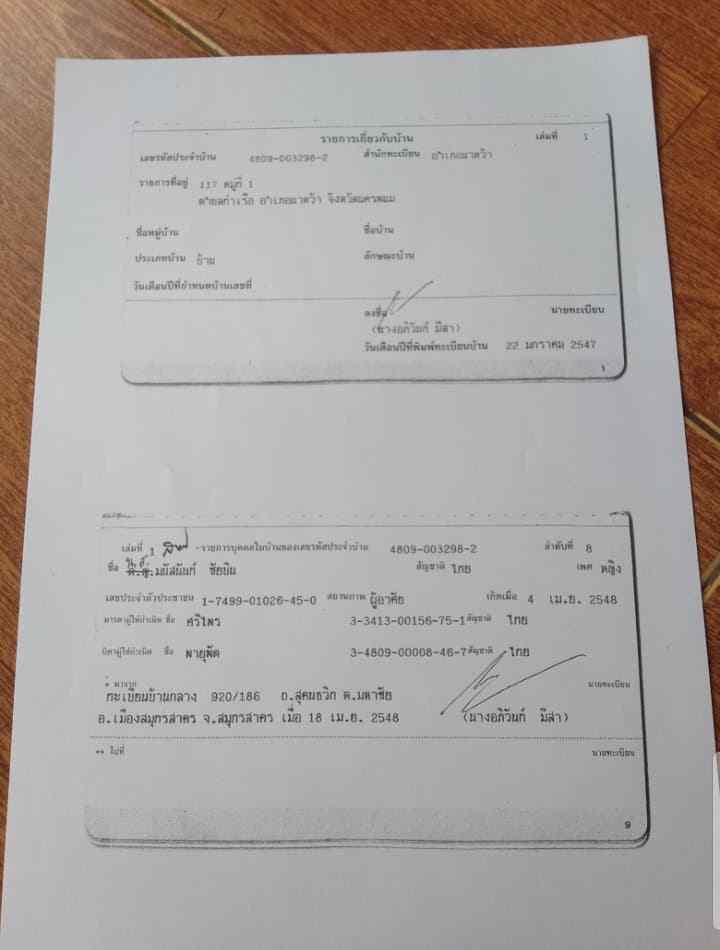 รายการเกี่ยวกับบ้าน เล่มที่ 1
เลขรหัสประจำบ้าน 4809-003298-2 สำนักทะเบียน อำเภอนาหว้า
รายการที่อยู่ 117 หมู่ที่ 1
ตำบลท่าเรือ อำเภอนาหว้า จังหวัดนครพนม
ชื่อหมู่บ้าน ชื่อบ้าน
ประเภทบ้าน บ้าน ลักษณะบ้าน
วันเดือนปีที่กำหนดบ้านเลขที่
ลงชื่อ นายทะเบียน
(นางอภิวันท์ มีสา)
วันเดือนปีที่พิมพ์ทะเบียนบ้าน 22 มกราคม 2547
1
เล่มที่ 1 รายการบุคคลในบ้านของเลขรหัสประจำบ้าน 4809-003298-2 ลำดับที่ 8
ชื่อ ด.ญ.มนัสนันท์ ชัยบิน สัญชาติ ไทย เพศ หญิง
เลขประจำตัวประชาชน 1-7499-01026-45-0 สถานภาพ ผู้อาศัย เกิดเมื่อ 4 เม.ย. 2548
มารดาผู้ให้กำเนิด ชื่อ ศรีไพร 3-3413-00156-75-1 สัญชาติ ไทย
บิดาผู้ให้กำเนิด ชื่อ พายุพัด 3-4809-00008-46-7 สัญชาติ ไทย
* มาจาก นายทะเบียน
ทะเบียนบ้านกลาง 920/186 ถ.สุคนธวิท ต.มหาชัย
อ.เมืองสมุทรสาคร จ.สมุทรสาคร เมื่อ 18 เม.ย. 2548 (นางอภิวันท์ มีสา)
** ไปที่ นายทะเบียน
9